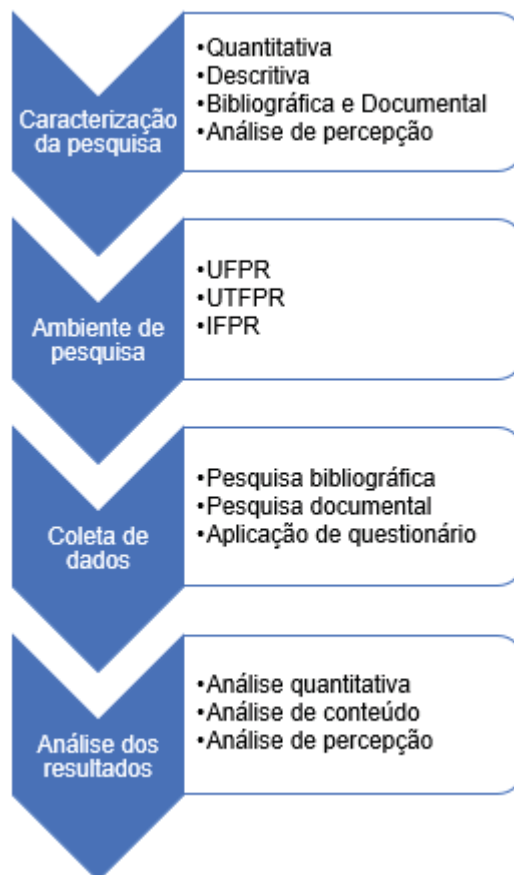 Caracterização
da pesquisa
•Quantitativa
•Descritiva
•Bibliográfica e Documental
•Análise de percepção
Ambiente de
pesquisa
•UFPR
•UTFPR
•IFPR
Coleta de
dados
•Pesquisa bibliográfica
•Pesquisa documental
•Aplicação de questionário
Análise dos
resultados
•Análise quantitativa
•Análise de conteúdo
•Análise de percepção